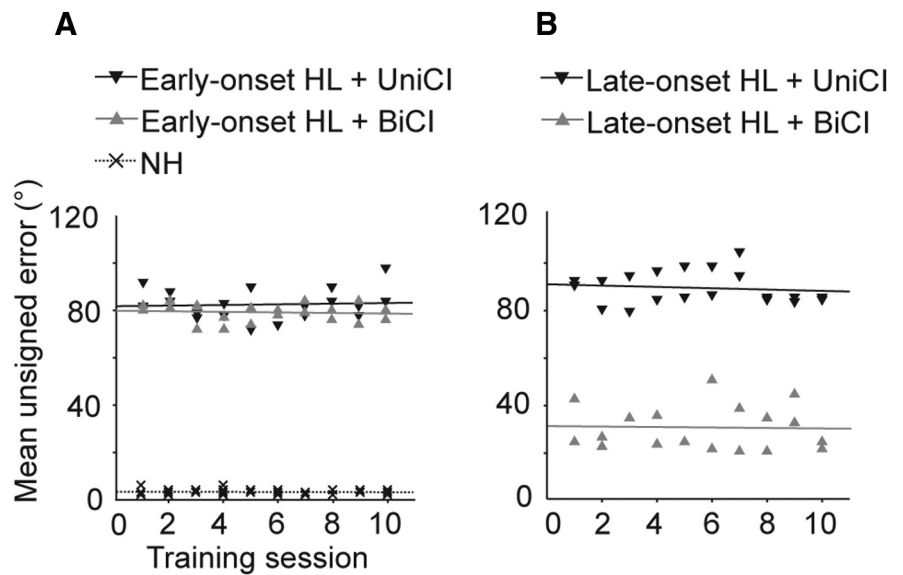 A
Early-onset HL + UniCI
Early-onset HL + BiCI
NH
Mean unsigned error (°)
120
80
40
0
0 2 4 6 8 10
Training session
B
Late-onset HL + UniCI
Late-onset HL + BiCI
120
80
40
0
0 2 4 6 8 10